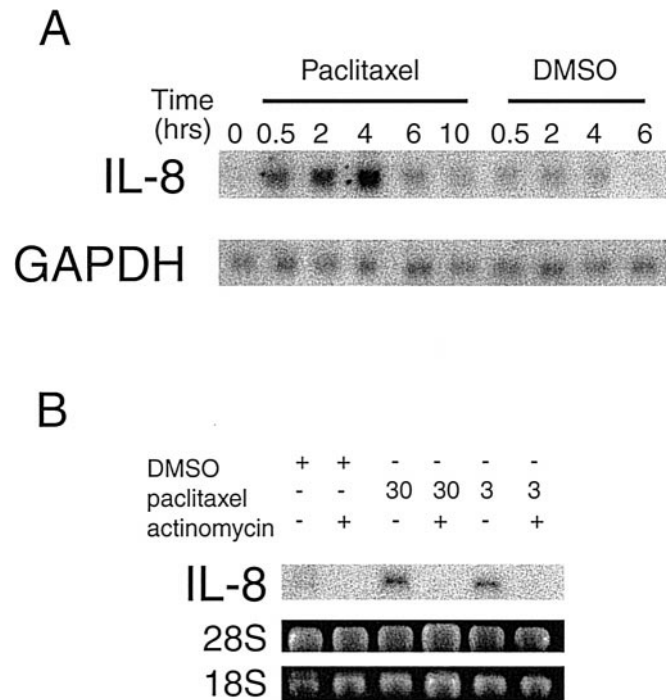 A
Paclitaxel DMSO
Time
(hrs) 0 0.5 2 4 6 10 0.5 2 4 6
IL-8
GAPDH
B
DMSO + + - - - -
paclitaxel - - 30 30 3 3
actinomycin - + - + - +
IL-8
28S
18S